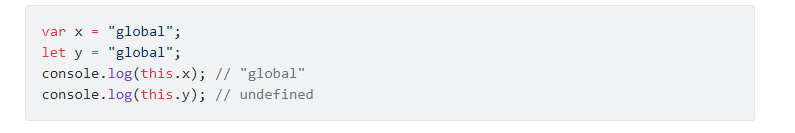 var x = "global";
let y = "global";
console.log(this.x); // "global"
console.log(this.y); // undefined